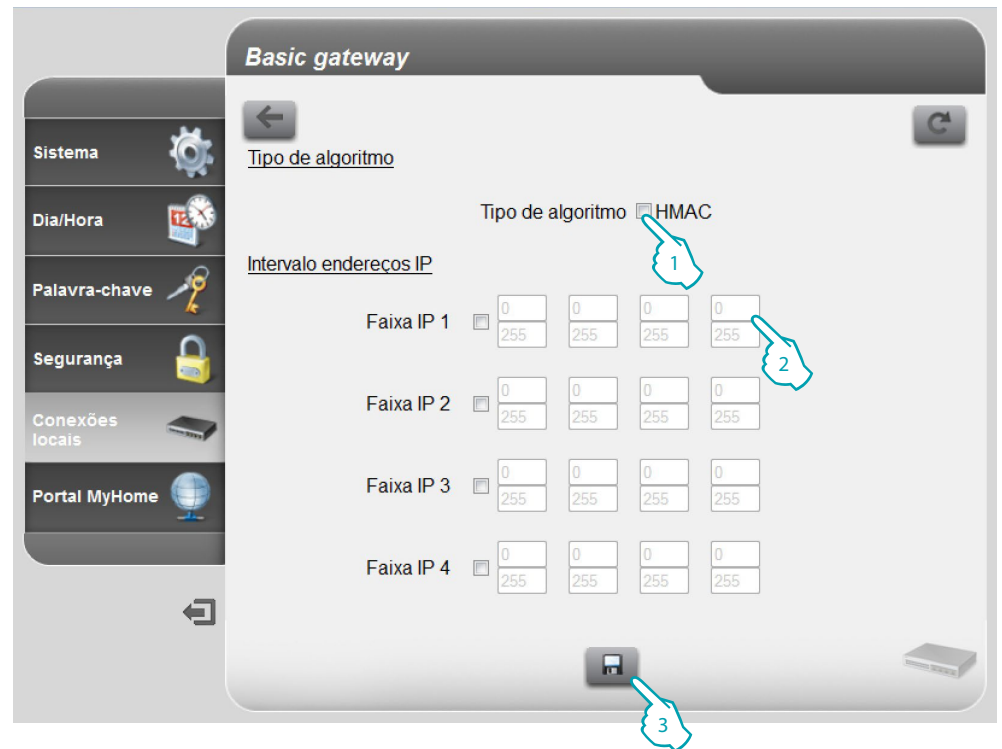 Basic gateway
Sistema
Dia/Hora
12
Palavra-chave
Segurança
Conexões
locais
Portal MyHome
Tipo de algoritmo
Tipo de algoritmo HMAC
1
Intervalo endereços IP
Faixa IP 1 0 0 0 0
255 255 255 255
2
Faixa IP 2 0 0 0 0
255 255 255 255
Faixa IP 3 0 0 0 0
255 255 255 255
Faixa IP 4 0 0 0 0
255 255 255 255
3